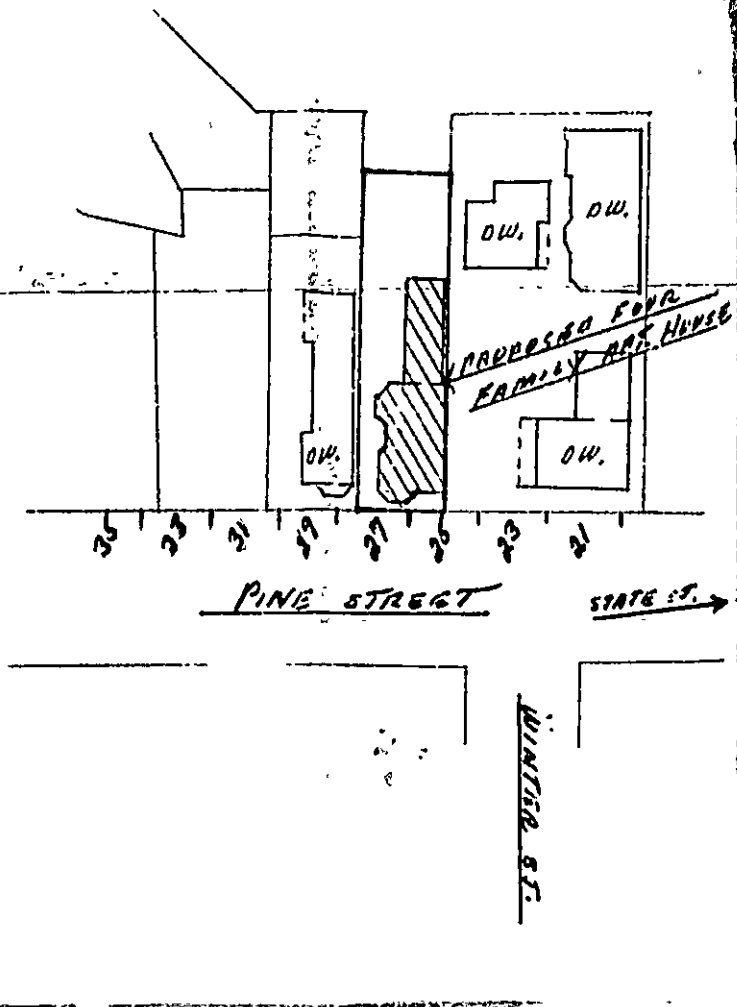 DW.
DW.
PROPOSED FOUR
FAMILY APT. HOUSE
DW.
DW.
35 33 31 29 27 25 23 21
PINE STREET
STATE ST.
WINTER ST.